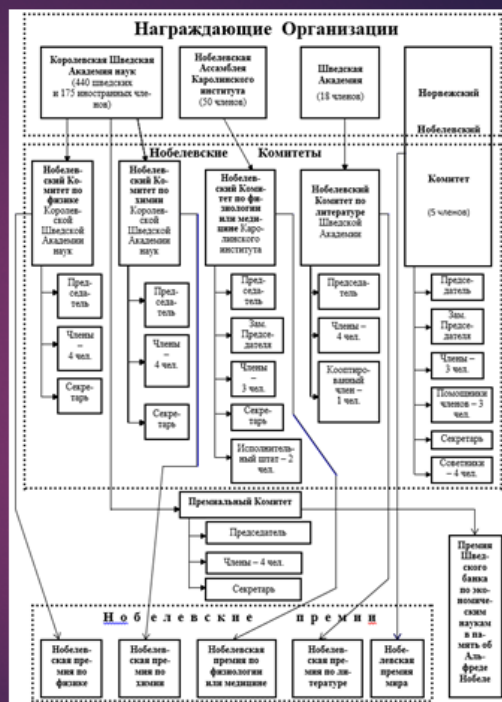 Награждающие Организации
Королевская Шведская
Академия наук
(440 шведских
и 175 иностранных чле-
нов)
Нобелевская
Ассамблея
Каролинского
института
(50 членов)
Шведская
Академия
(18 членов)
Норвежский
Нобелевский
Комитет
(5 членов)
Нобелевские Комитеты
Нобелев-
ский Ко-
митет по
физике
Королев-
ской
Шведской
Академии
наук
Нобелев-
ский Ко-
митет по
химии
Королев-
ской
Шведской
Академии
наук
Нобелев-
ский Коми-
тет по фи-
зиологии
или меди-
цине Каро-
линского
института
Нобелевский
Комитет по
литературе
Шведской
Академии
Пред-
седа-
тель
Члены –
4 чел.
Секре-
тарь
Пред-
седа-
тель
Члены –
4 чел.
Секре-
тарь
Пред-
седа-
тель
Зам.
Предсе-
дателя
Члены
–
3 чел.
Секре-
тарь
Исполнитель-
ный штат – 2
чел.
Председа-
тель
Члены –
4 чел.
Кооптиро-
ванный
член –
1 чел.
Предсе-
датель
Зам.
Предсе-
дателя
Члены –
3 чел.
Помощники
членов – 3
чел.
Секретарь
Советники
– 4 чел.
Премиальный Комитет
Председатель
Члены – 4 чел.
Секретарь
Премия
Швед-
ского
банка
по эко-
номиче-
ским
наукам
в па-
мять об
Аль-
фреде
Нобеле
Нобелевские премии
Нобелев-
ская пре-
мия по
физике
Нобелев-
ская пре-
мия по
химии
Нобелевская
премия по
физиологии
или медицине
Нобелев-
ская пре-
мия по ли-
тературе
Нобе-
левская
премия
мира